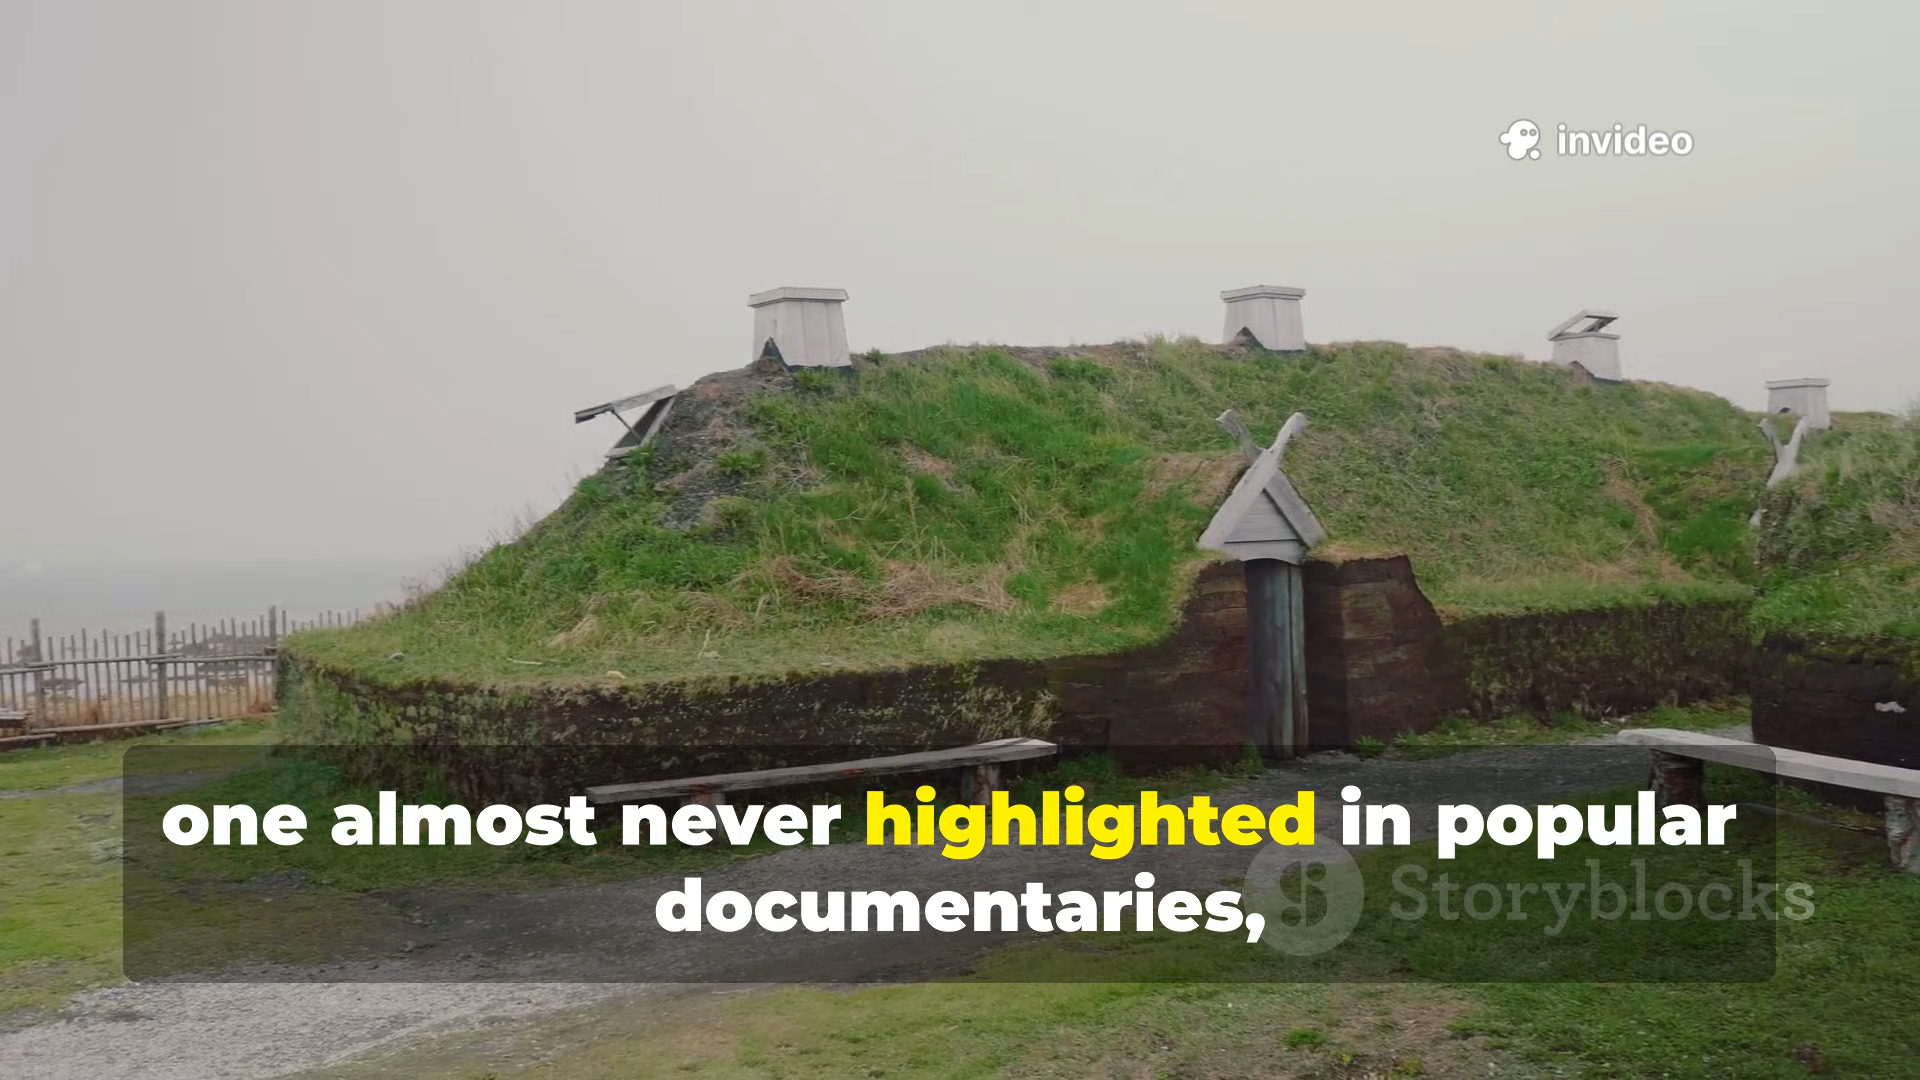 invideo
one almost never highlighted in popular
documentaries,
Storyblocks